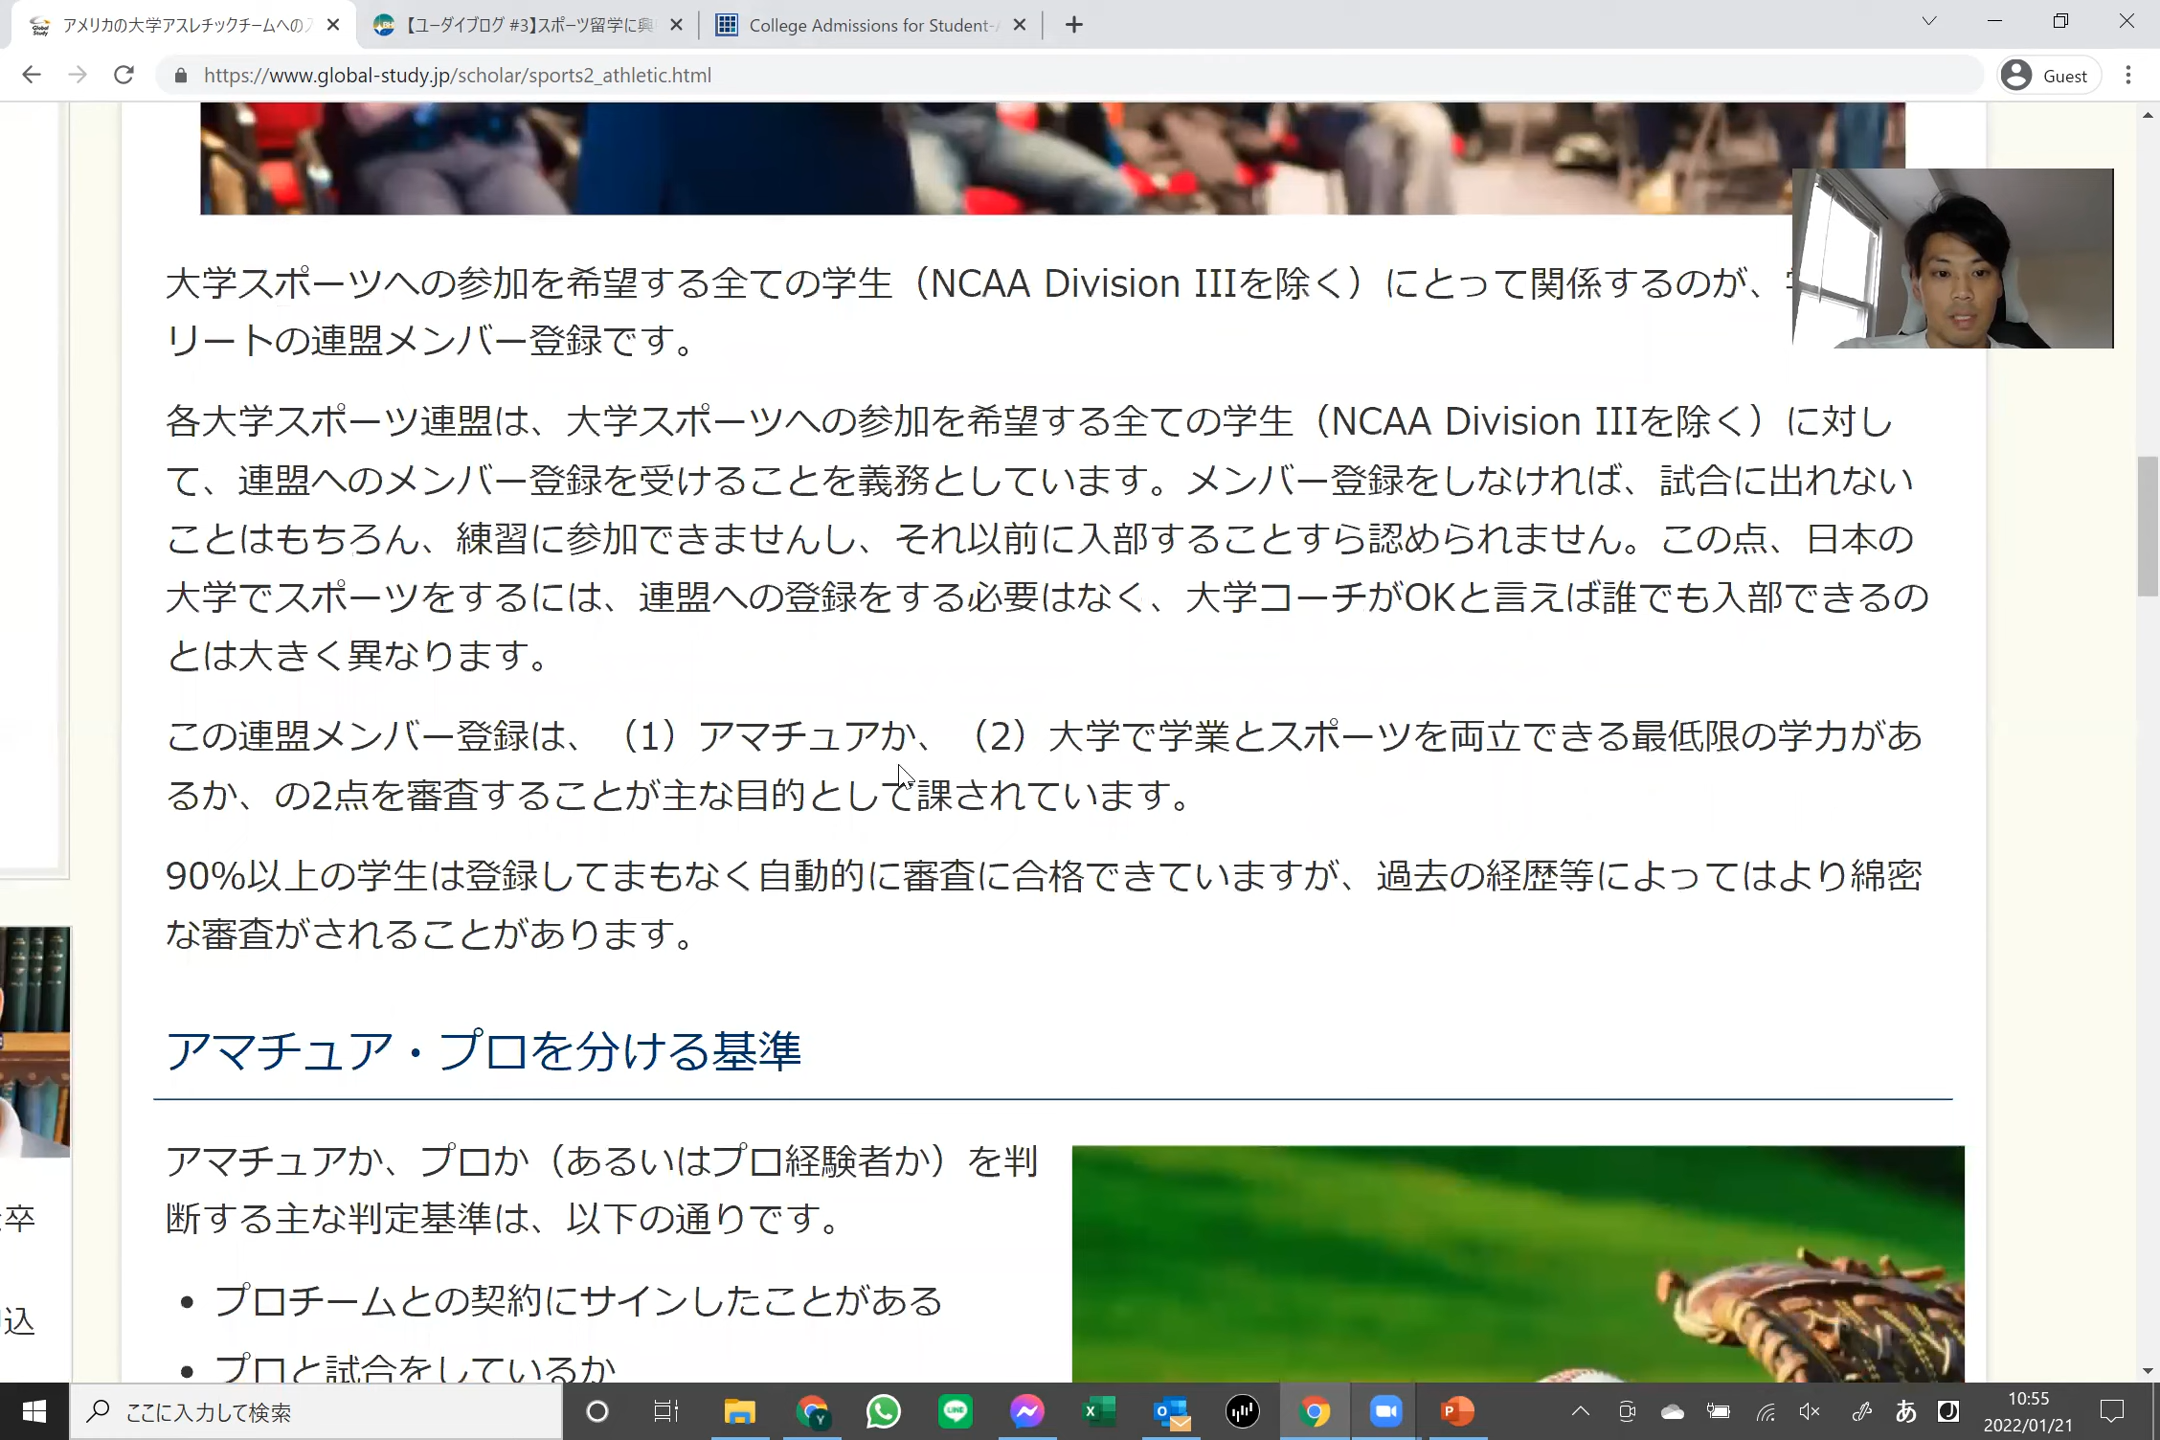 アメリカの大学アスレチックチームへのス
【ユーダイブログ #3】スポーツ留学に興
College Admissions for Student-A
https://www.global-study.jp/scholar/sports2_athletic.html
Guest
大学スポーツへの参加を希望する全ての学生（NCAA Division IIIを除く）にとって関係するのが、
リートの連盟メンバー登録です。
各大学スポーツ連盟は、大学スポーツへの参加を希望する全ての学生（NCAA Division IIIを除く）に対し
て、連盟へのメンバー登録を受けることを義務としています。メンバー登録をしなければ、試合に出れない
ことはもちろん、練習に参加できませんし、それ以前に入部することすら認められません。この点、日本の
大学でスポーツをするには、連盟への登録をする必要はなく、大学コーチがOKと言えば誰でも入部できるの
とは大きく異なります。
この連盟メンバー登録は、（1）アマチュアか、（2）大学で学業とスポーツを両立できる最低限の学力があ
るか、の2点を審査することが主な目的として課されています。
90%以上の学生は登録してまもなく自動的に審査に合格できていますが、過去の経歴等によってはより綿密
な審査がされることがあります。
アマチュア・プロを分ける基準
アマチュアか、プロか（あるいはプロ経験者か）を判
断する主な判定基準は、以下の通りです。
• プロチームとの契約にサインしたことがある
• プロと試合をしているか
卒
込
ここに入力して検索
あ
10:55
2022/01/21